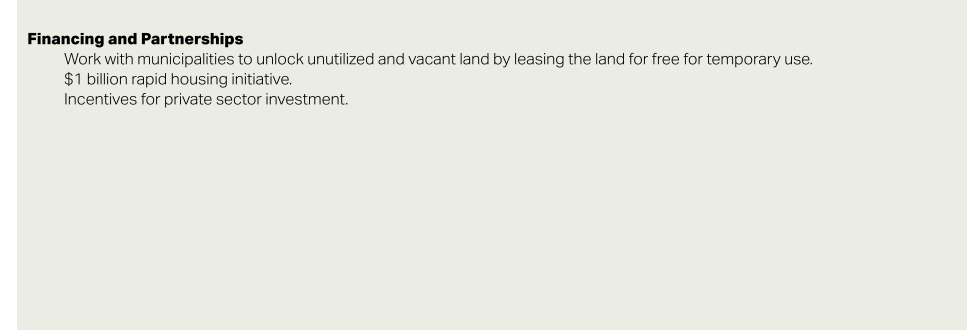 Financing and Partnerships
Work with municipalities to unlock unutilized and vacant land by leasing the land for free for temporary use.
$1 billion rapid housing initiative.
Incentives for private sector investment.